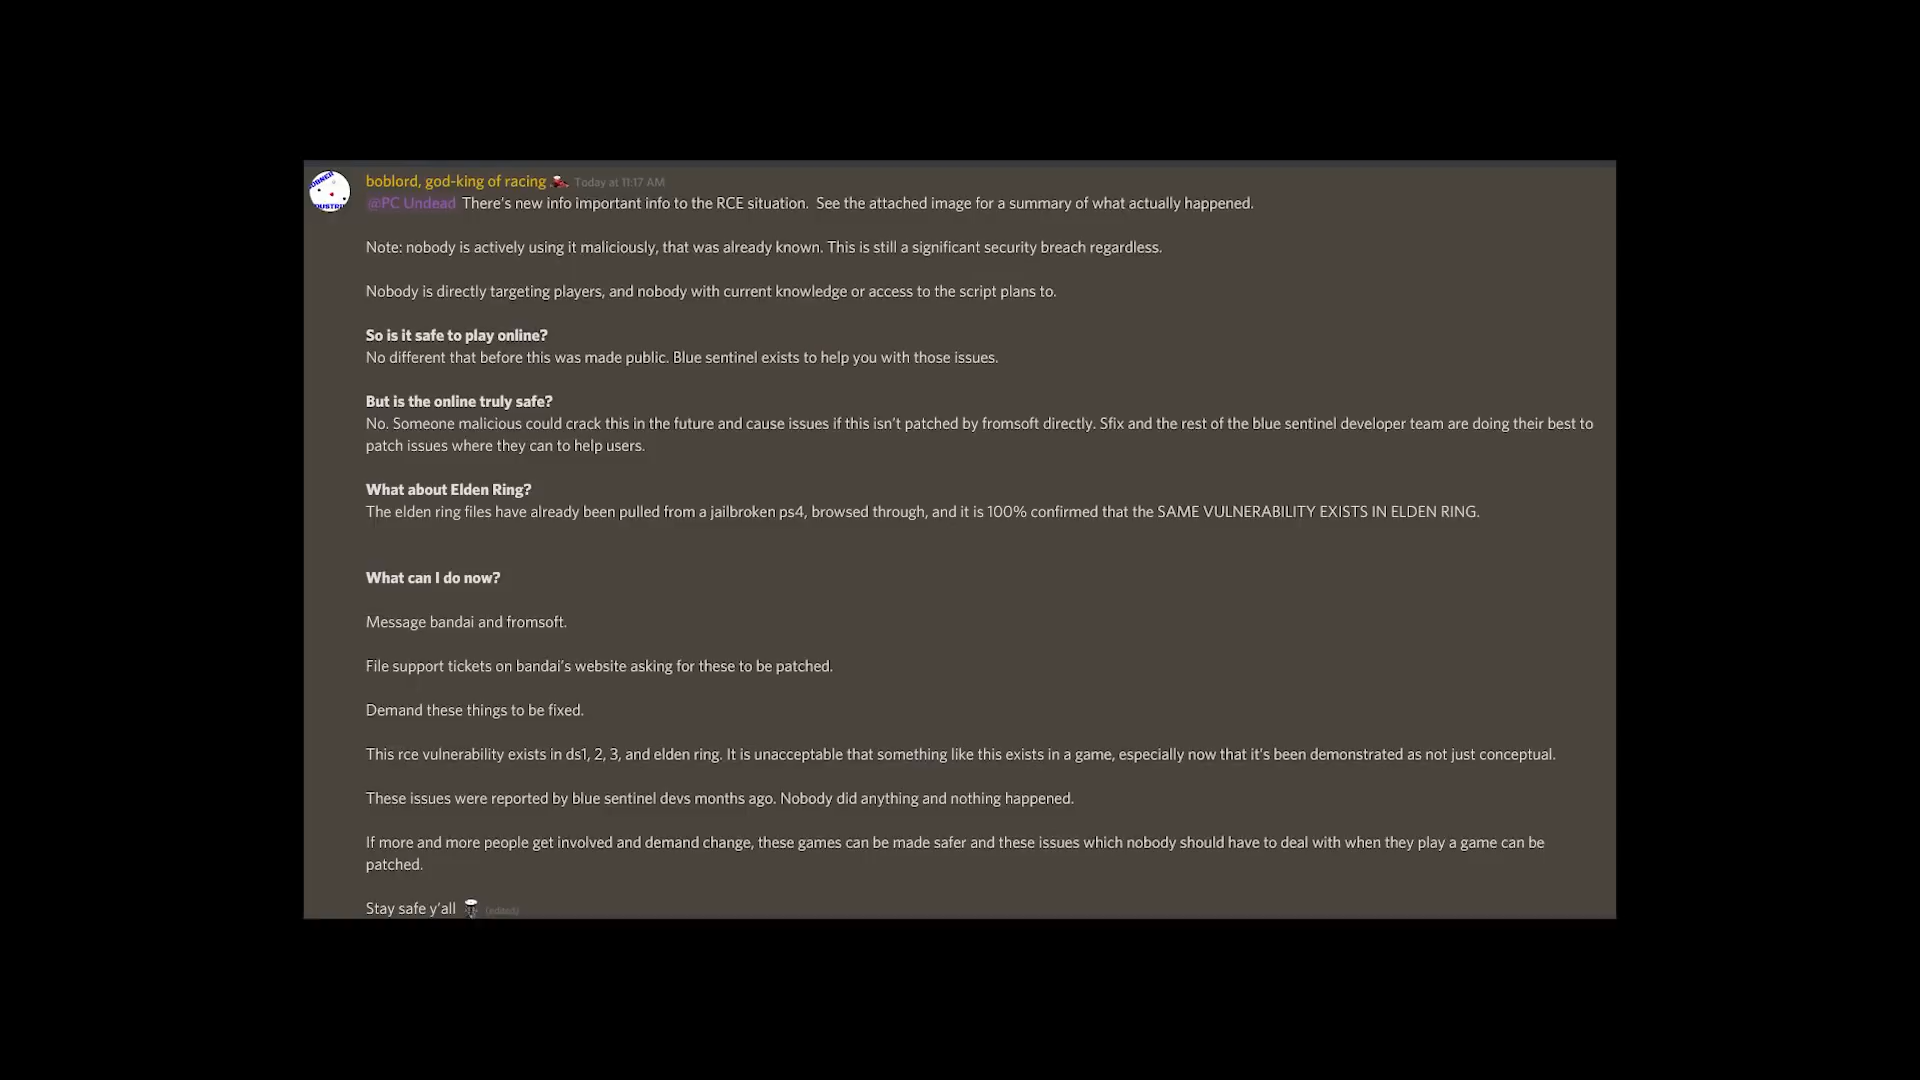 boblord, god-king of racing Today at 11:17 AM
@PC Undead There's new info important info to the RCE situation. See the attached image for a summary of what actually happened.
Note: nobody is actively using it maliciously, that was already known. This is still a significant security breach regardless.
Nobody is directly targeting players, and nobody with current knowledge or access to the script plans to.
So is it safe to play online?
No different that before this was made public. Blue sentinel exists to help you with those issues.
But is the online truly safe?
No. Someone malicious could crack this in the future and cause issues if this isn't patched by fromsoft directly. Sfix and the rest of the blue sentinel developer team are doing their best to
patch issues where they can to help users.
What about Elden Ring?
The elden ring files have already been pulled from a jailbroken ps4, browsed through, and it is 100% confirmed that the SAME VULNERABILITY EXISTS IN ELDEN RING.
What can I do now?
Message bandai and fromsoft.
File support tickets on bandai's website asking for these to be patched.
Demand these things to be fixed.
This rce vulnerability exists in ds1, 2, 3, and elden ring. It is unacceptable that something like this exists in a game, especially now that it's been demonstrated as not just conceptual.
These issues were reported by blue sentinel devs months ago. Nobody did anything and nothing happened.
If more and more people get involved and demand change, these games can be made safer and these issues which nobody should have to deal with when they play a game can be
patched.
Stay safe y'all (edited)